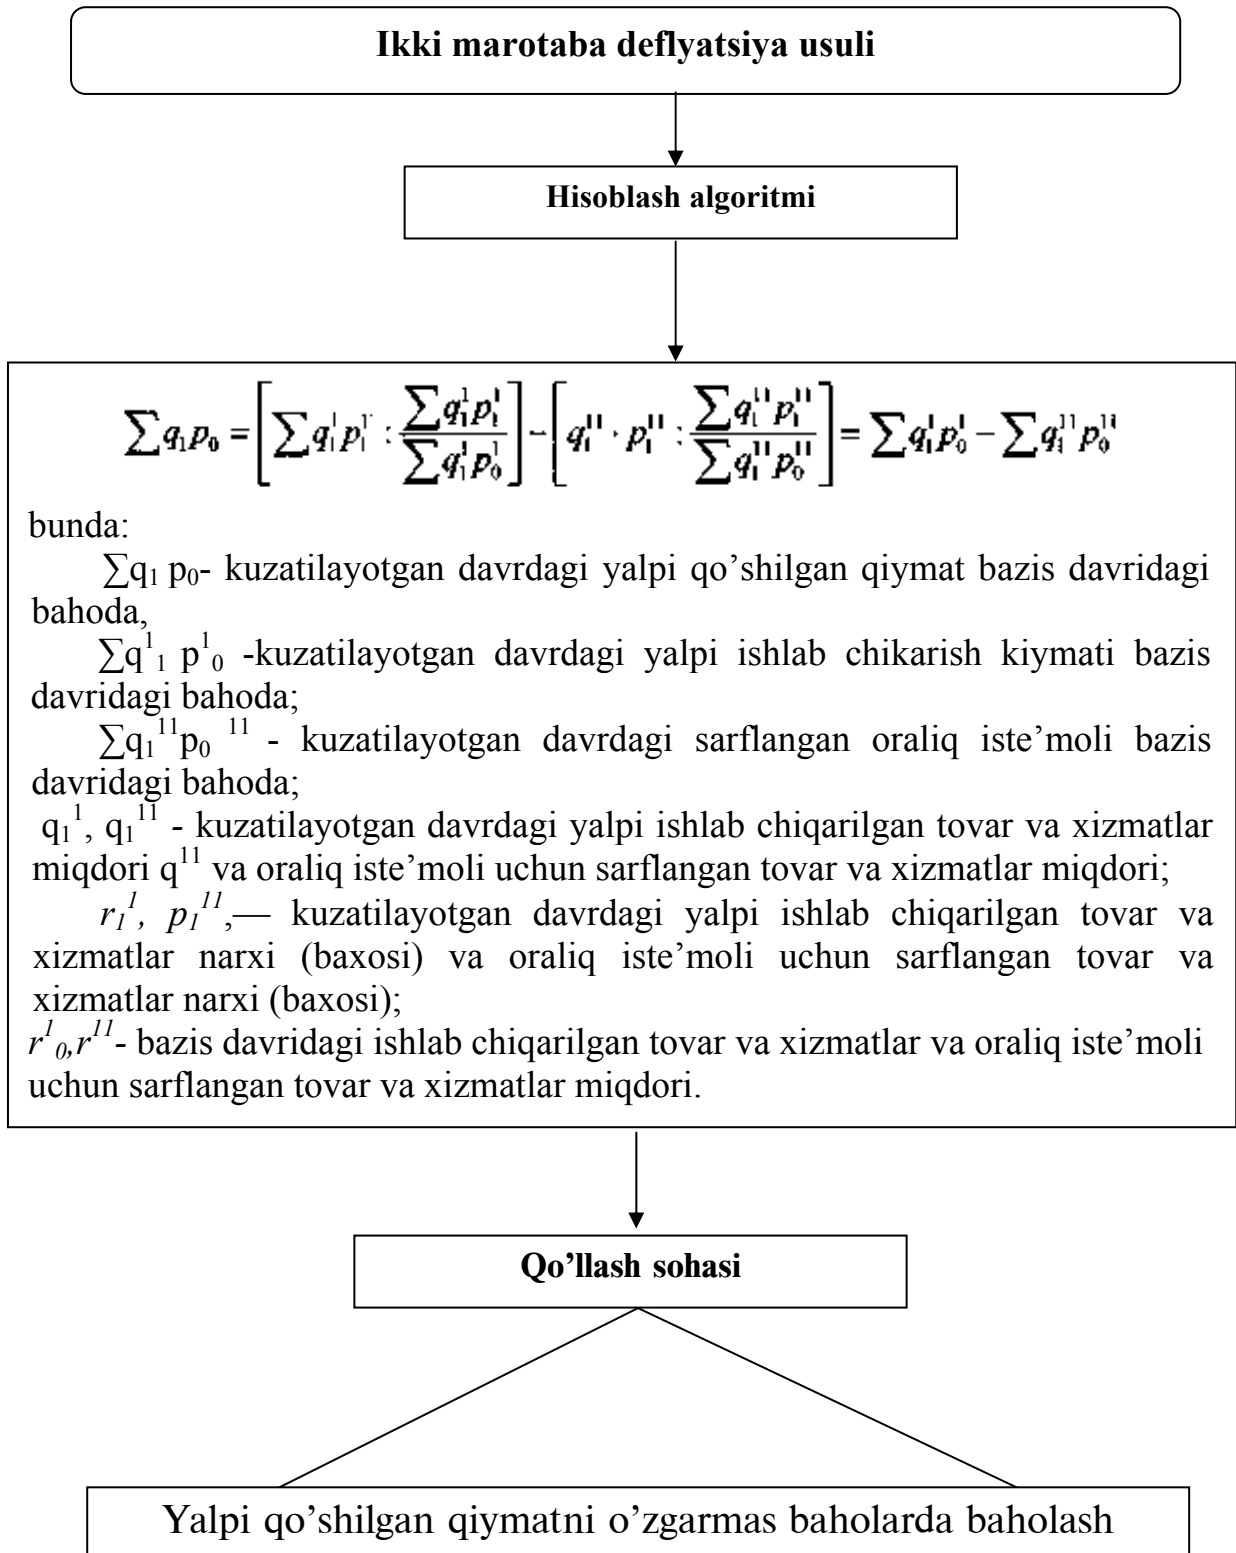 Ikki marotaba deflyatsiya usuli
Hisoblash algoritmi
∑q₁p₀ = [∑q₁¹p₁¹ : ∑q₁¹p₁¹ / ∑q₁¹p₀¹] − [q₁¹¹ · p₁¹¹ : ∑q₁¹¹p₁¹¹ / ∑q₁¹¹p₀¹¹] = ∑q₁¹p₀¹ − ∑q₁¹¹p₀¹¹
bunda:
∑q₁ p₀- kuzatilayotgan davrdagi yalpi qo’shilgan qiymat bazis davridagi
bahoda,
∑q¹₁ p¹₀ -kuzatilayotgan davrdagi yalpi ishlab chikarish kiymati bazis
davridagi bahoda;
∑q₁¹¹p₀ ¹¹ - kuzatilayotgan davrdagi sarflangan oraliq iste’moli bazis
davridagi bahoda;
q₁¹, q₁¹¹ - kuzatilayotgan davrdagi yalpi ishlab chiqarilgan tovar va xizmatlar
miqdori q¹¹ va oraliq iste’moli uchun sarflangan tovar va xizmatlar miqdori;
r₁¹, p₁¹¹,— kuzatilayotgan davrdagi yalpi ishlab chiqarilgan tovar va
xizmatlar narxi (baxosi) va oraliq iste’moli uchun sarflangan tovar va
xizmatlar narxi (baxosi);
r¹₀,r¹¹- bazis davridagi ishlab chiqarilgan tovar va xizmatlar va oraliq iste’moli
uchun sarflangan tovar va xizmatlar miqdori.
Qo’llash sohasi
Yalpi qo’shilgan qiymatni o’zgarmas baholarda baholash